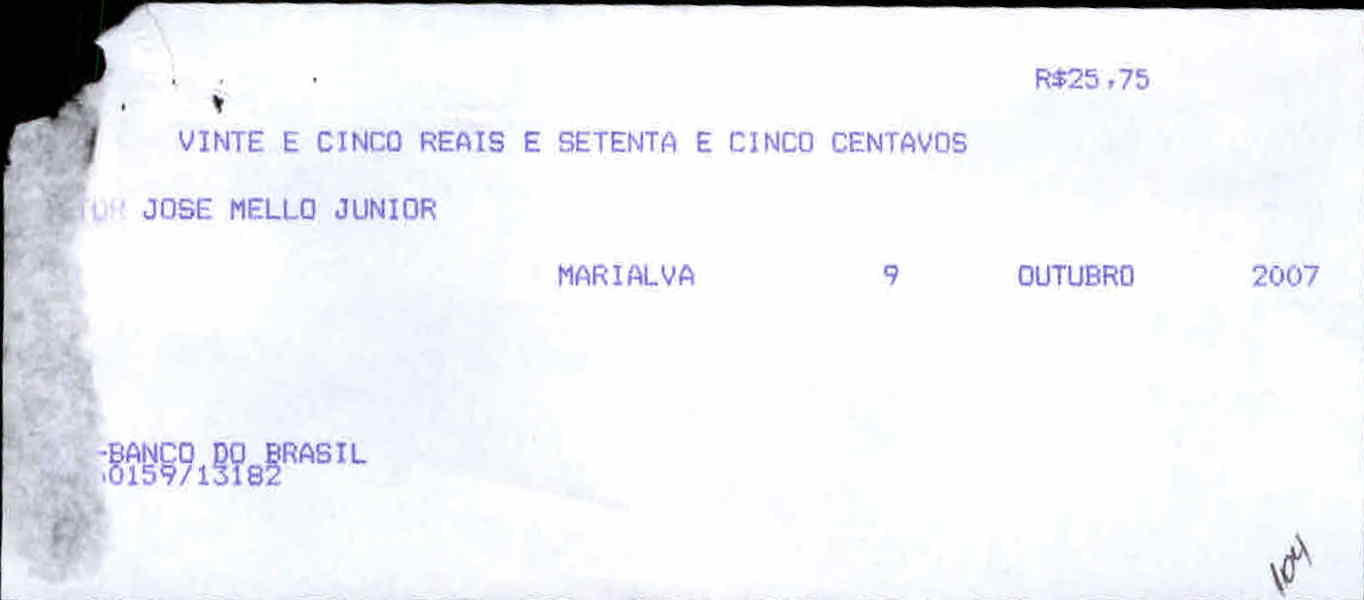 R$25,75
VINTE E CINCO REAIS E SETENTA E CINCO CENTAVOS
JOSE MELLO JUNIOR
MARIALVA 9 OUTUBRO 2007
-BANCO DO BRASIL
0159/13182
104